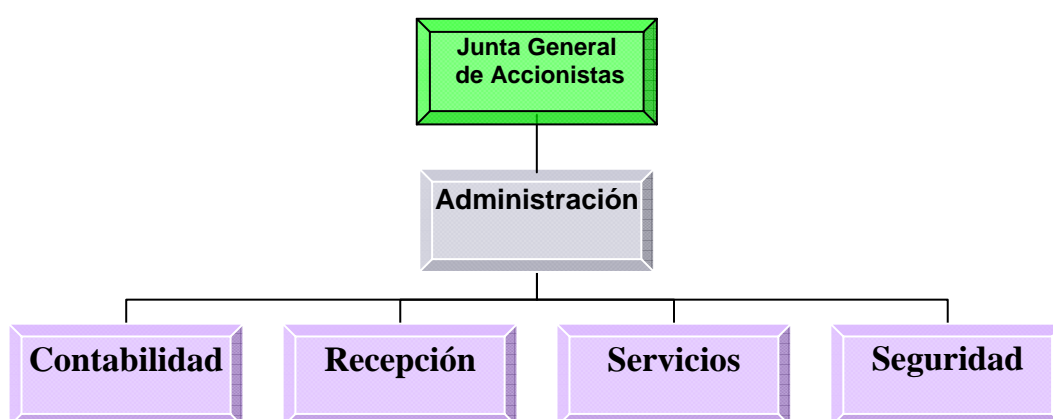 Junta General
de Accionistas
Administración
Contabilidad
Recepción
Servicios
Seguridad